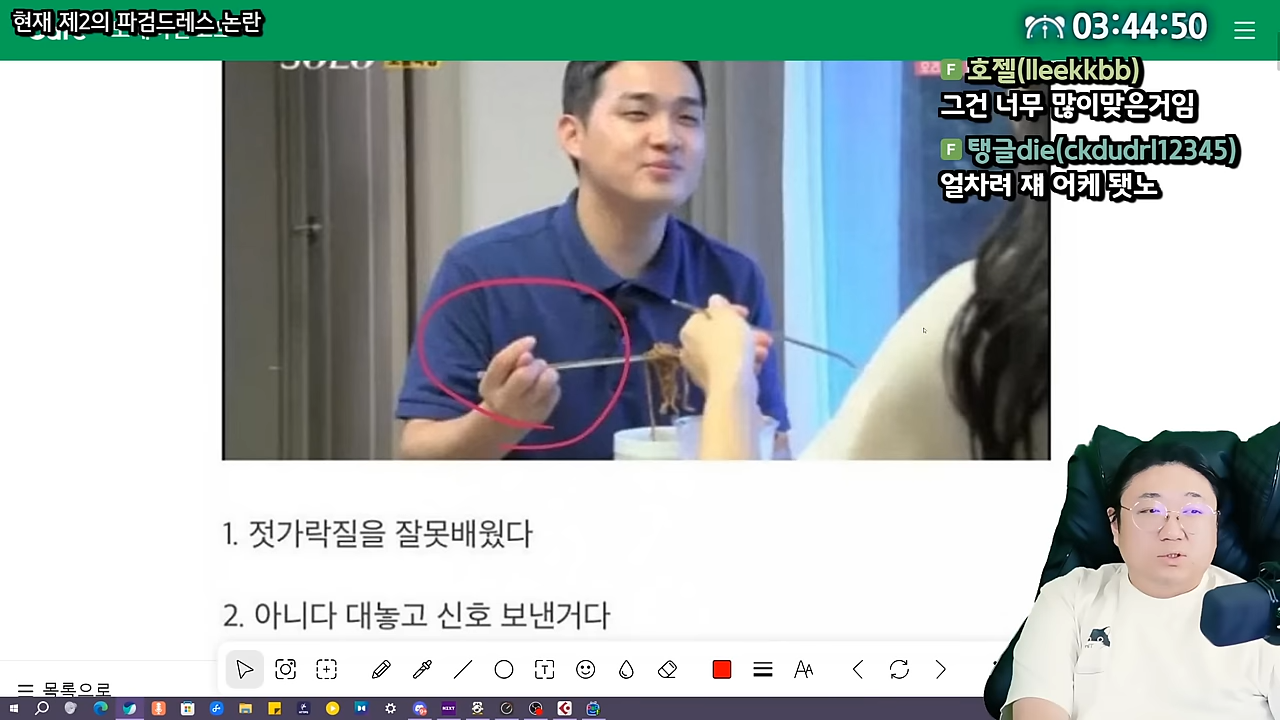 현재 제2의 파검드레스 논란
03:44:50
SOLO
F 호젤(lleekkbb)
그건 너무 많이맞은거임
F 탱글die(ckdudrl12345)
얼차려 쟤 어케 됐노
1. 젓가락질을 잘못배웠다
2. 아니다 대놓고 신호 보낸거다
목록으로